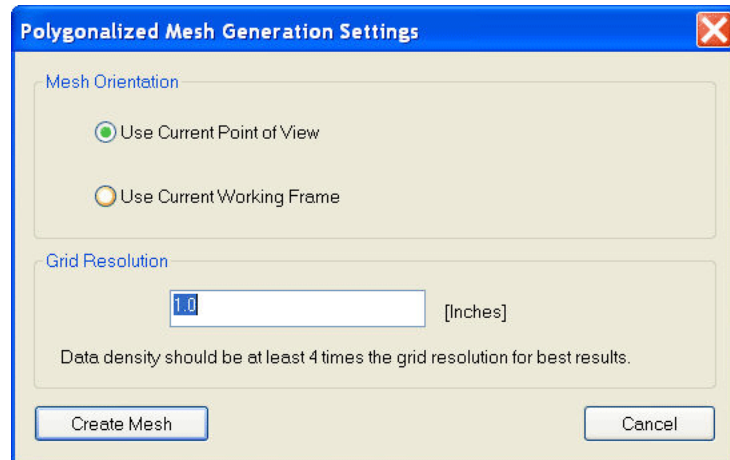 Polygonalized Mesh Generation Settings
Mesh Orientation
Use Current Point of View
Use Current Working Frame
Grid Resolution
1.0 [Inches]
Data density should be at least 4 times the grid resolution for best results.
Create Mesh Cancel